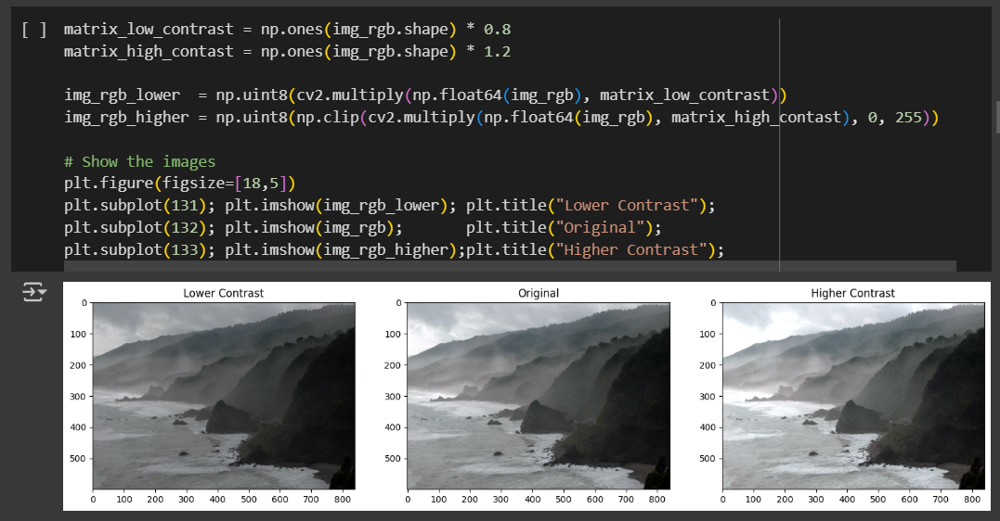 [ ] matrix_low_contrast = np.ones(img_rgb.shape) * 0.8
matrix_high_contast = np.ones(img_rgb.shape) * 1.2
img_rgb_lower  = np.uint8(cv2.multiply(np.float64(img_rgb), matrix_low_contrast))
img_rgb_higher = np.uint8(np.clip(cv2.multiply(np.float64(img_rgb), matrix_high_contast), 0, 255))
# Show the images
plt.figure(figsize=[18,5])
plt.subplot(131); plt.imshow(img_rgb_lower); plt.title("Lower Contrast");
plt.subplot(132); plt.imshow(img_rgb);       plt.title("Original");
plt.subplot(133); plt.imshow(img_rgb_higher);plt.title("Higher Contrast");
Lower Contrast
0
100
200
300
400
500
0 100 200 300 400 500 600 700 800
Original
0
100
200
300
400
500
0 100 200 300 400 500 600 700 800
Higher Contrast
0
100
200
300
400
500
0 100 200 300 400 500 600 700 800